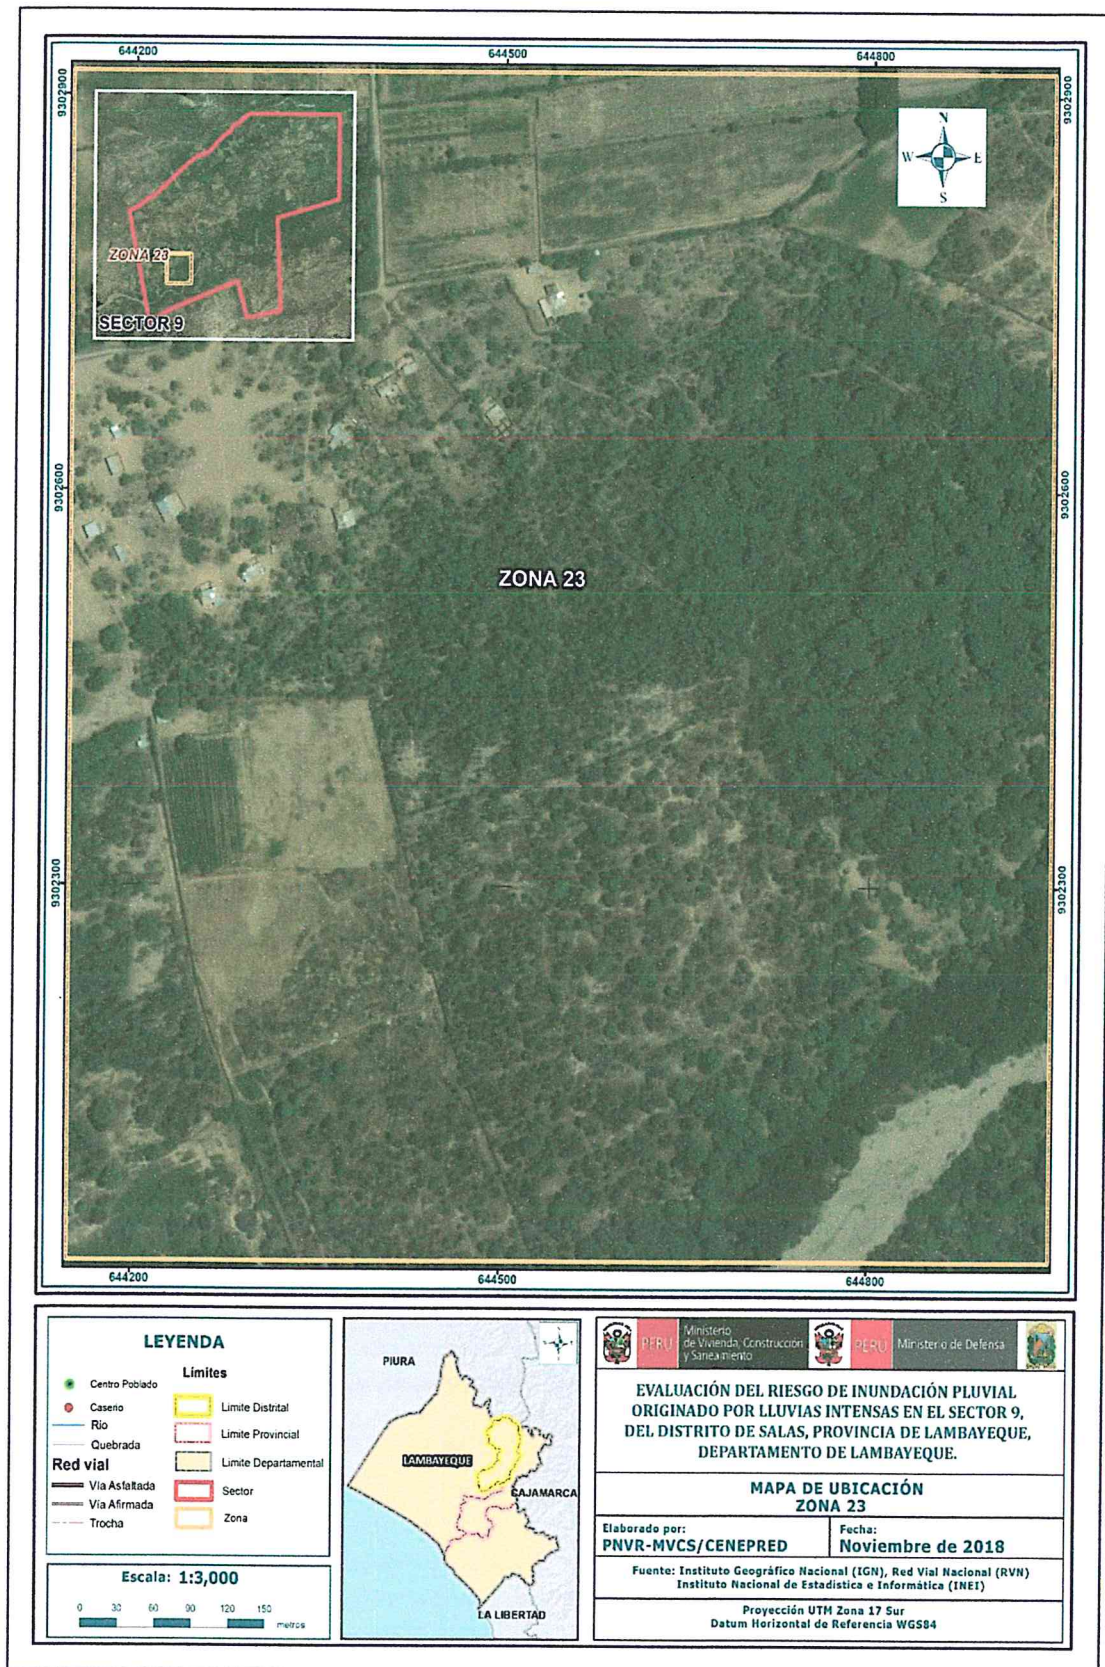 644200
644500
644800
9302900
9302900
N
W
E
S
ZONA 23
SECTOR 9
9302600
9302600
ZONA 23
9302300
9302300
644200
644500
644800
LEYENDA
Centro Poblado
Caserio
Rio
Quebrada
Red vial
Vía Asfaltada
Vía Afirmada
Trocha
Límites
Limite Distrital
Limite Provincial
Limite Departamental
Sector
Zona
Escala: 1:3,000
0 30 60 90 120 150
metros
PIURA
LAMBAYEQUE
CAJAMARCA
LA LIBERTAD
PERÚ
Ministerio
de Vivienda, Construcción
y Saneamiento
PERÚ
Ministerio de Defensa
EVALUACIÓN DEL RIESGO DE INUNDACIÓN PLUVIAL
ORIGINADO POR LLUVIAS INTENSAS EN EL SECTOR 9,
DEL DISTRITO DE SALAS, PROVINCIA DE LAMBAYEQUE,
DEPARTAMENTO DE LAMBAYEQUE.
MAPA DE UBICACIÓN
ZONA 23
Elaborado por:
PNVR-MVCS/CENEPRED
Fecha:
Noviembre de 2018
Fuente: Instituto Geográfico Nacional (IGN), Red Vial Nacional (RVN)
Instituto Nacional de Estadística e Informática (INEI)
Proyección UTM Zona 17 Sur
Datum Horizontal de Referencia WGS84